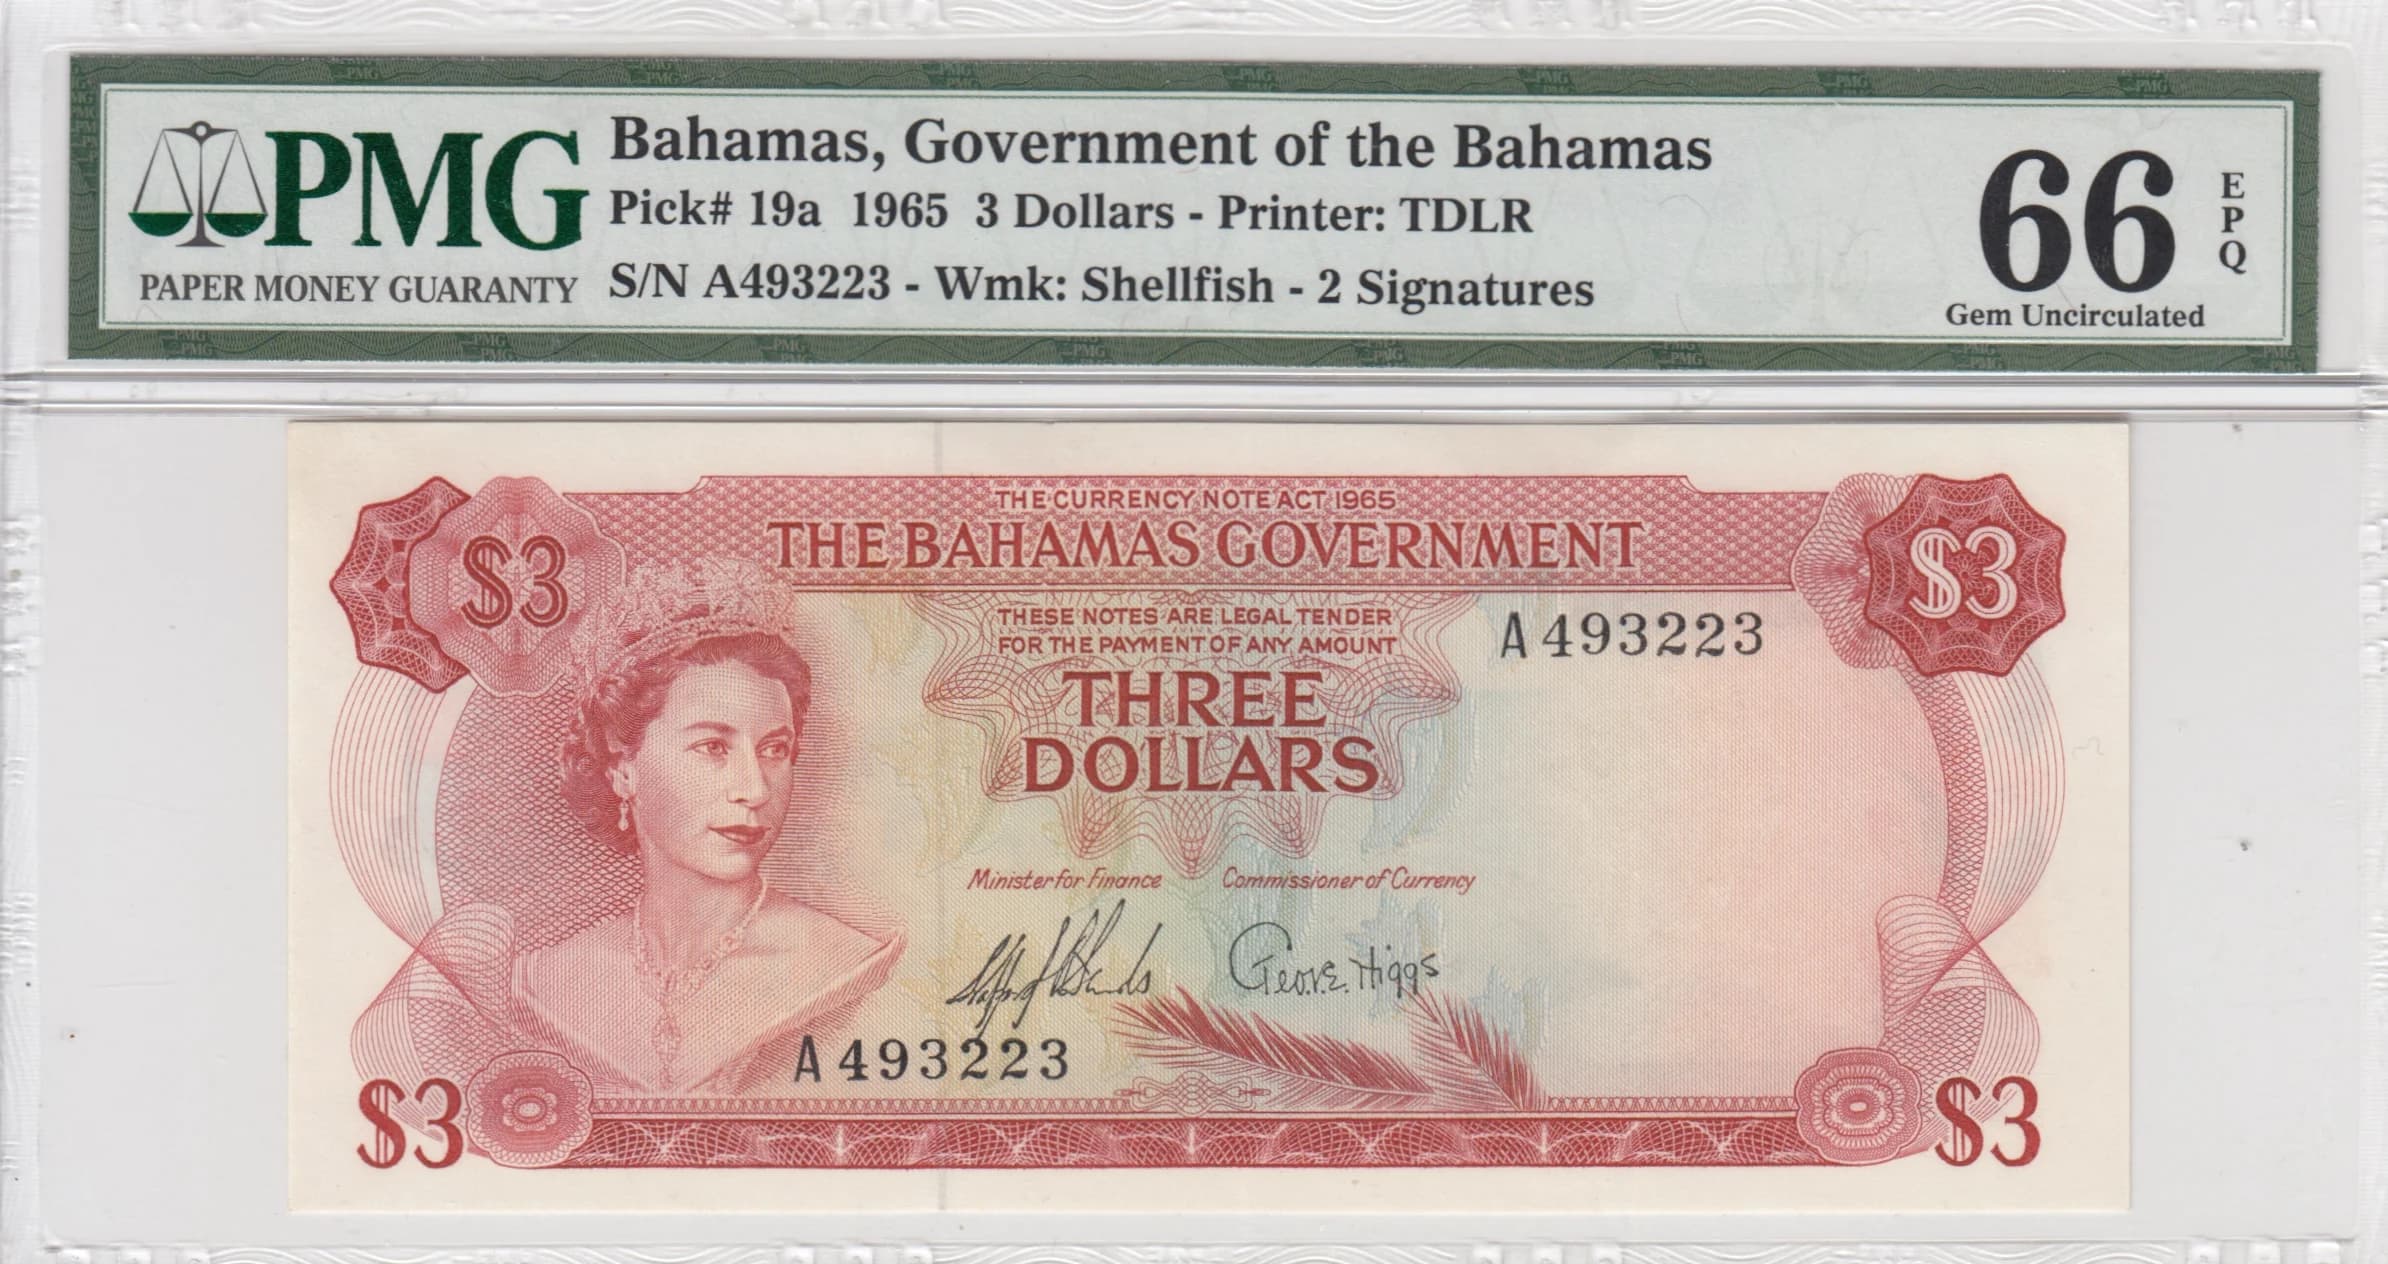 PMG
PAPER MONEY GUARANTY
Bahamas, Government of the Bahamas
Pick# 19a 1965 3 Dollars - Printer: TDLR
S/N A493223 - Wmk: Shellfish - 2 Signatures
66
EPQ
Gem Uncirculated
THE CURRENCY NOTE ACT 1965
THE BAHAMAS GOVERNMENT
$3
$3
THESE NOTES ARE LEGAL TENDER
FOR THE PAYMENT OF ANY AMOUNT
A493223
THREE
DOLLARS
Minister for Finance Commissioner of Currency
Geo. E. Higgs
A493223
$3
$3